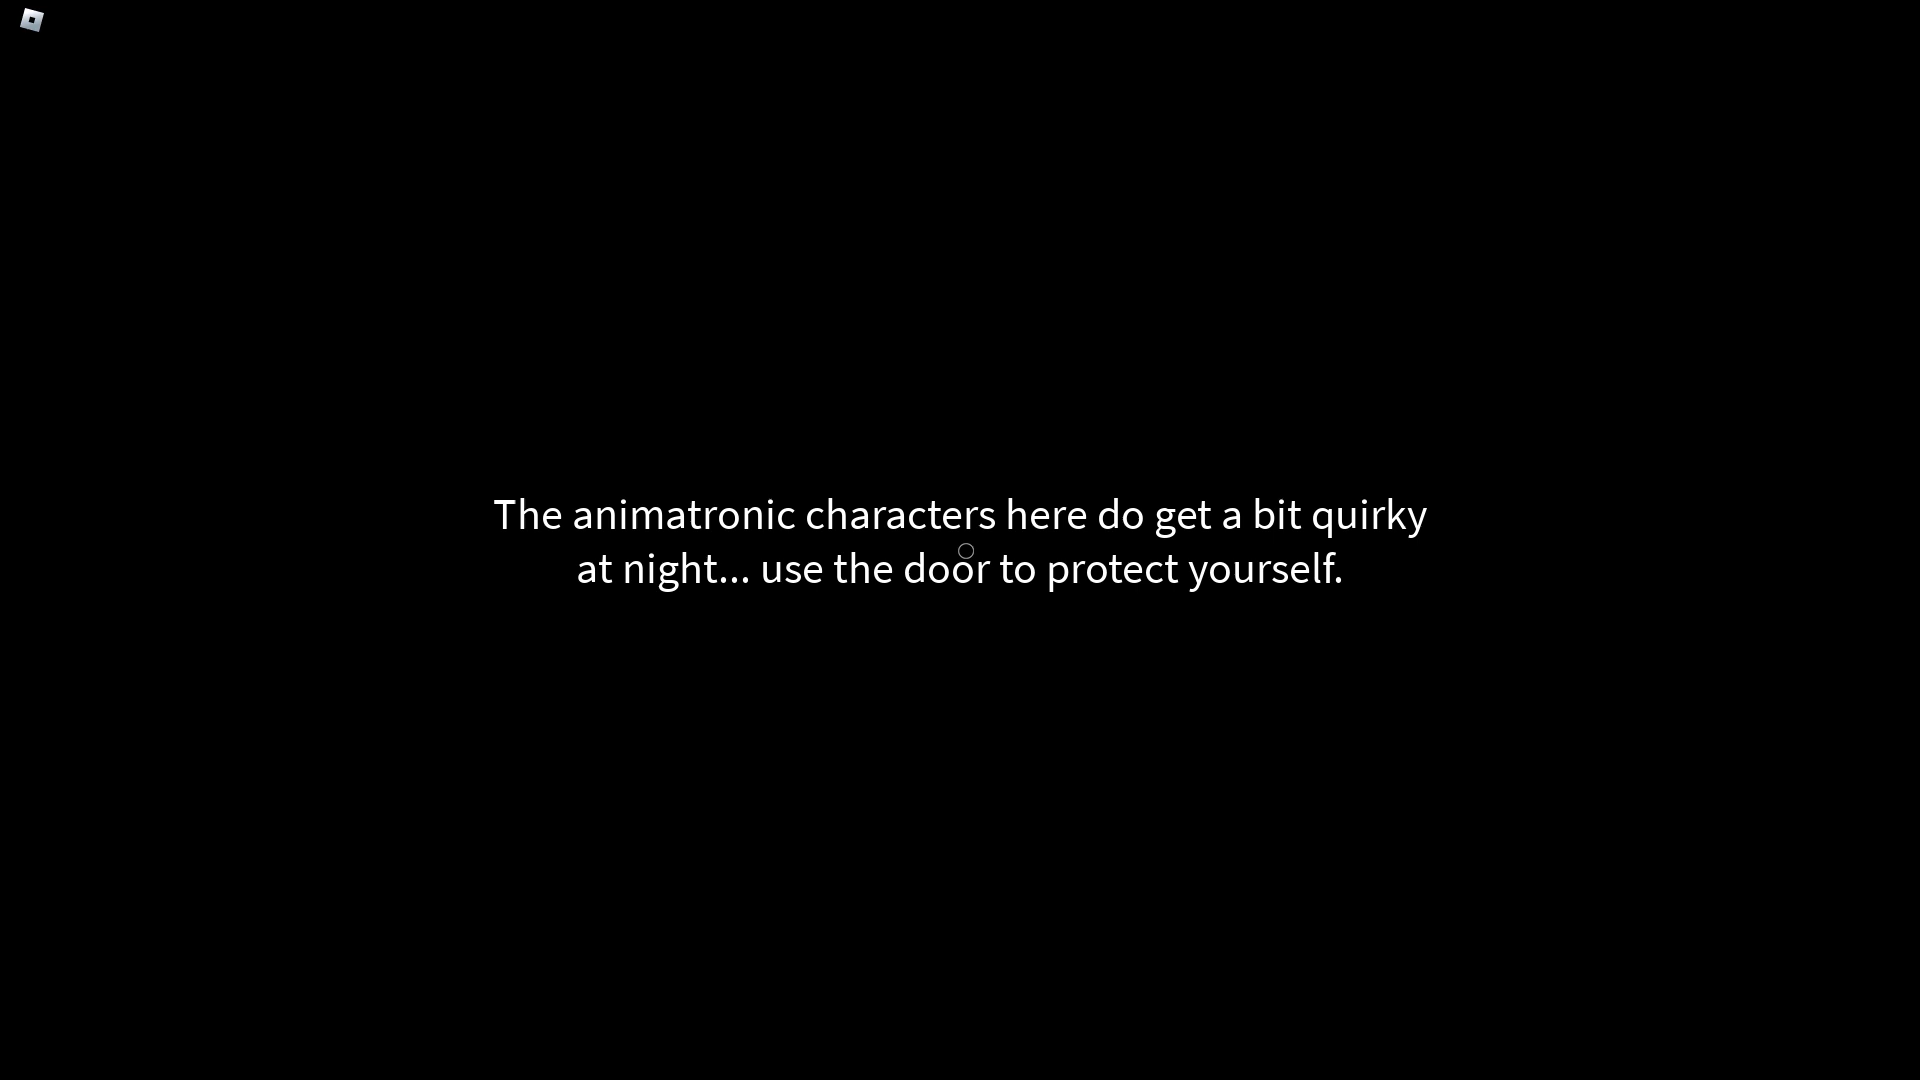 The animatronic characters here do get a bit quirky
at night... use the door to protect yourself.